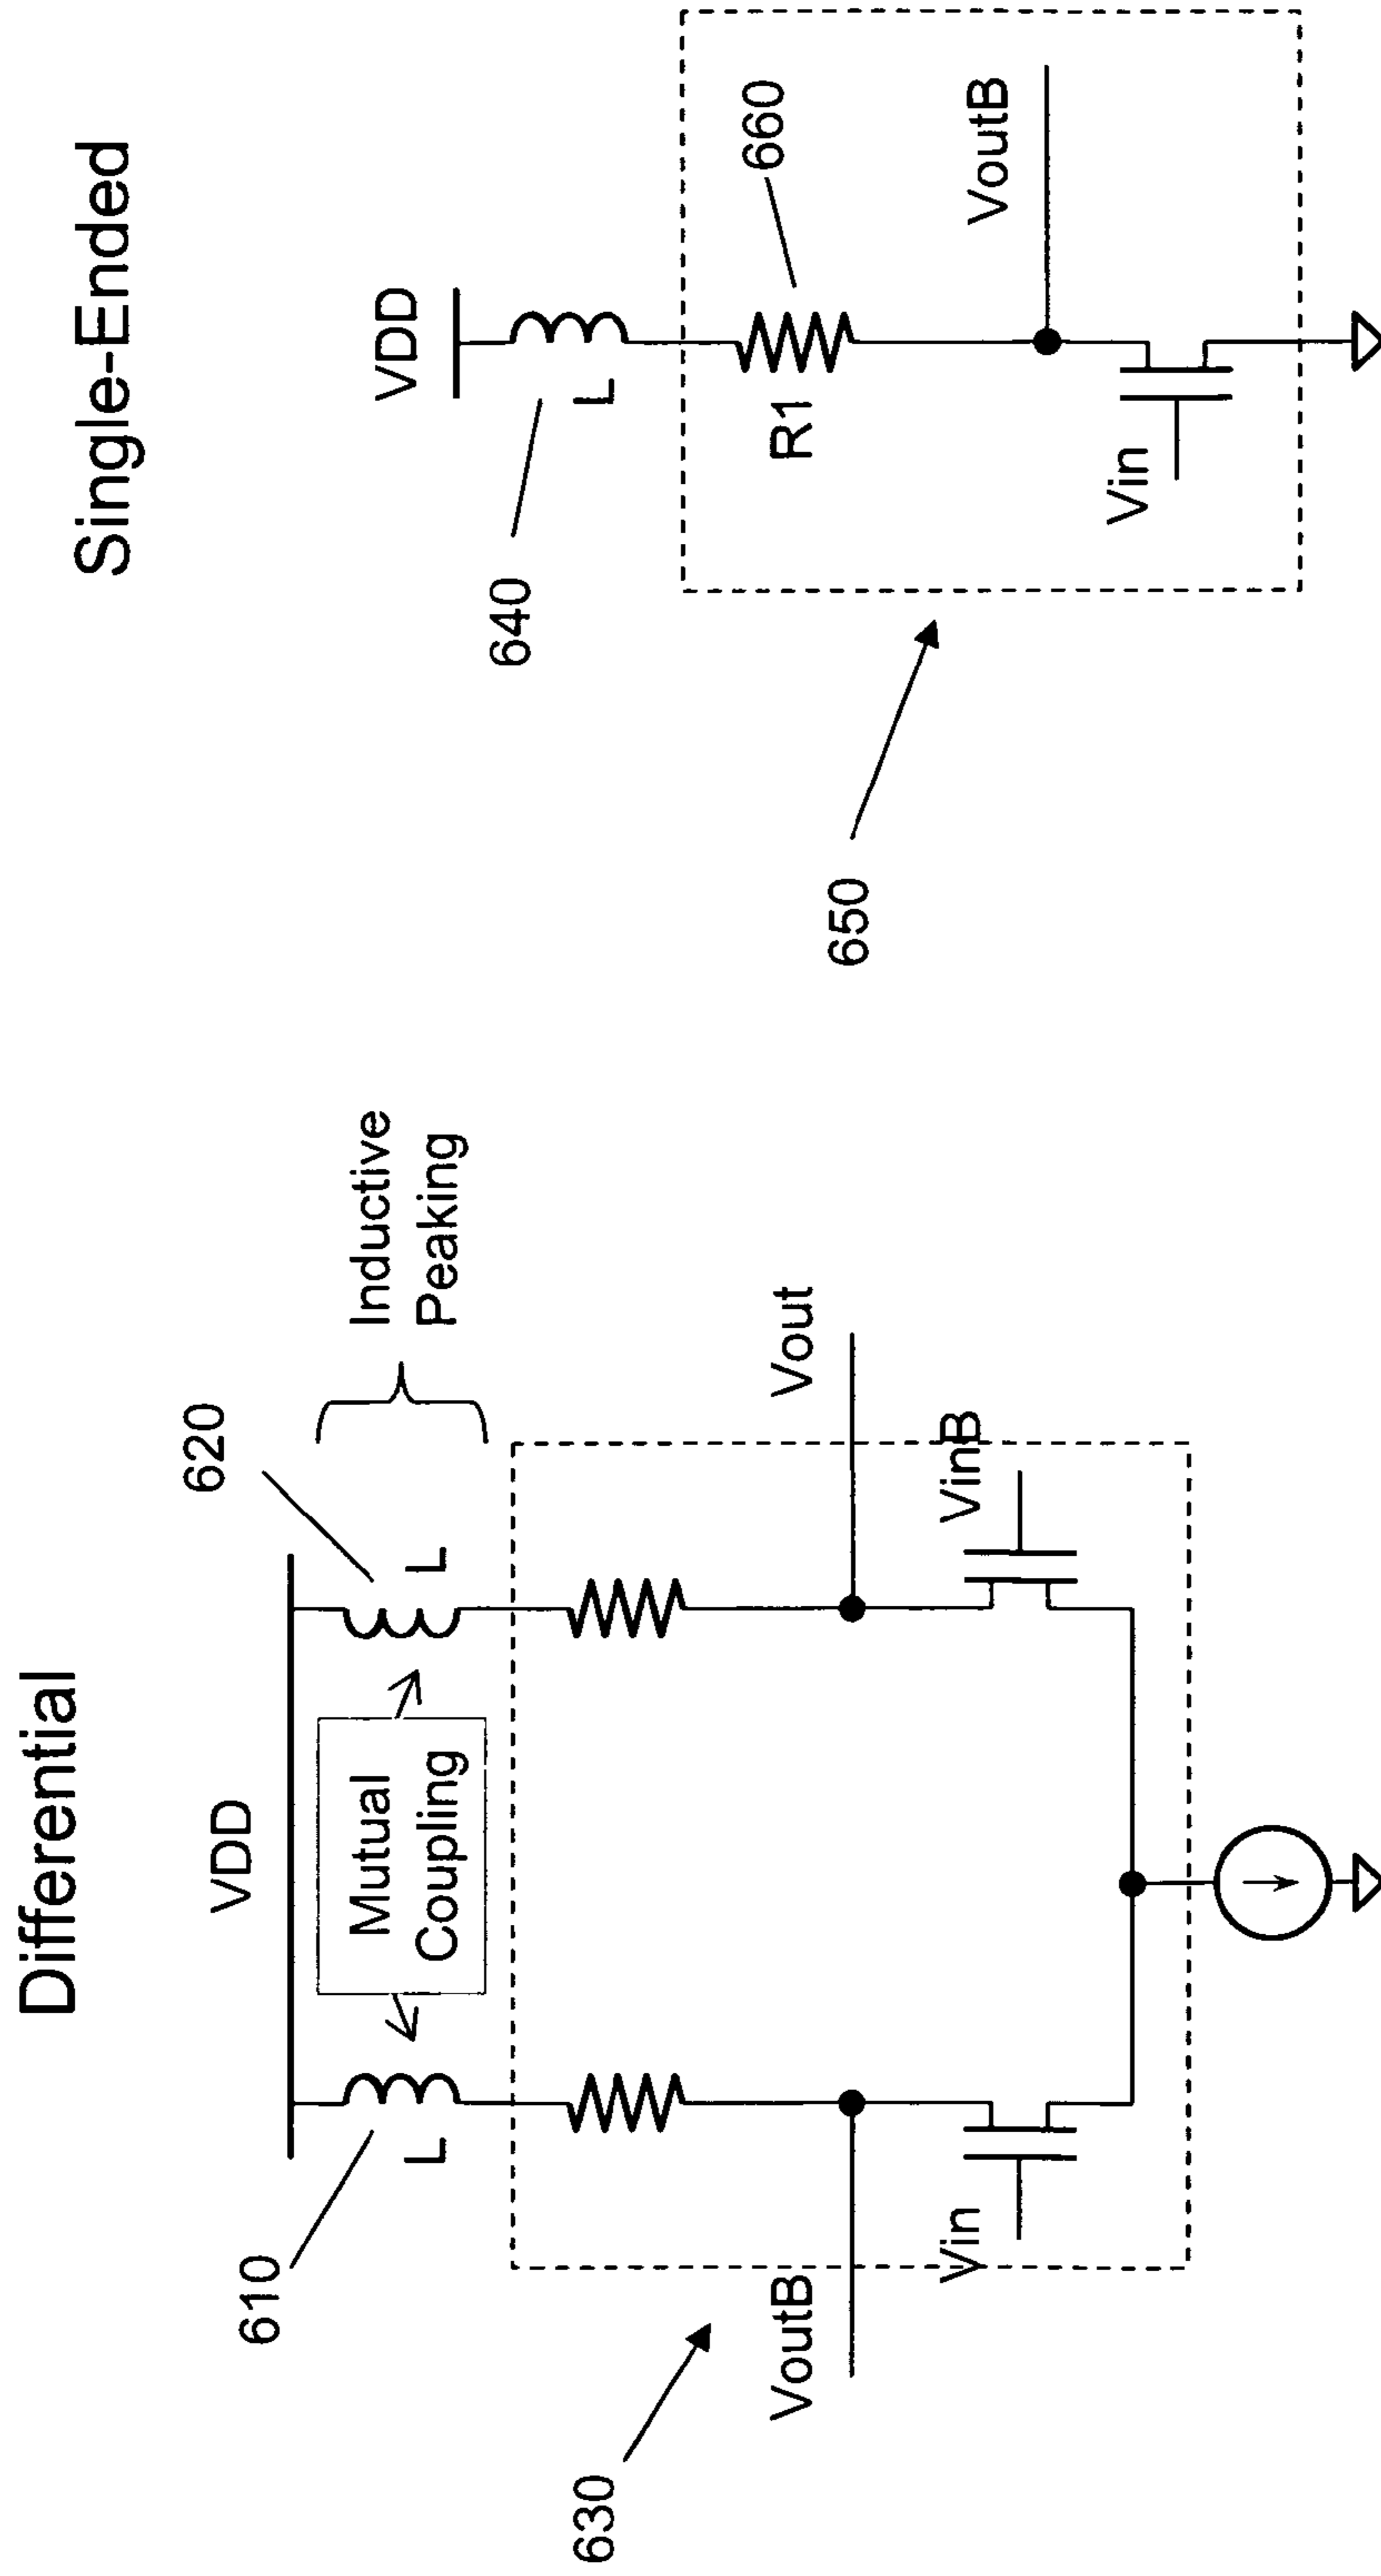 Differential
VDD
610
L
Mutual
Coupling
620
L
Inductive
Peaking
630
VoutB
Vout
Vin
VinB
Single-Ended
VDD
640
L
650
R1
660
VoutB
Vin